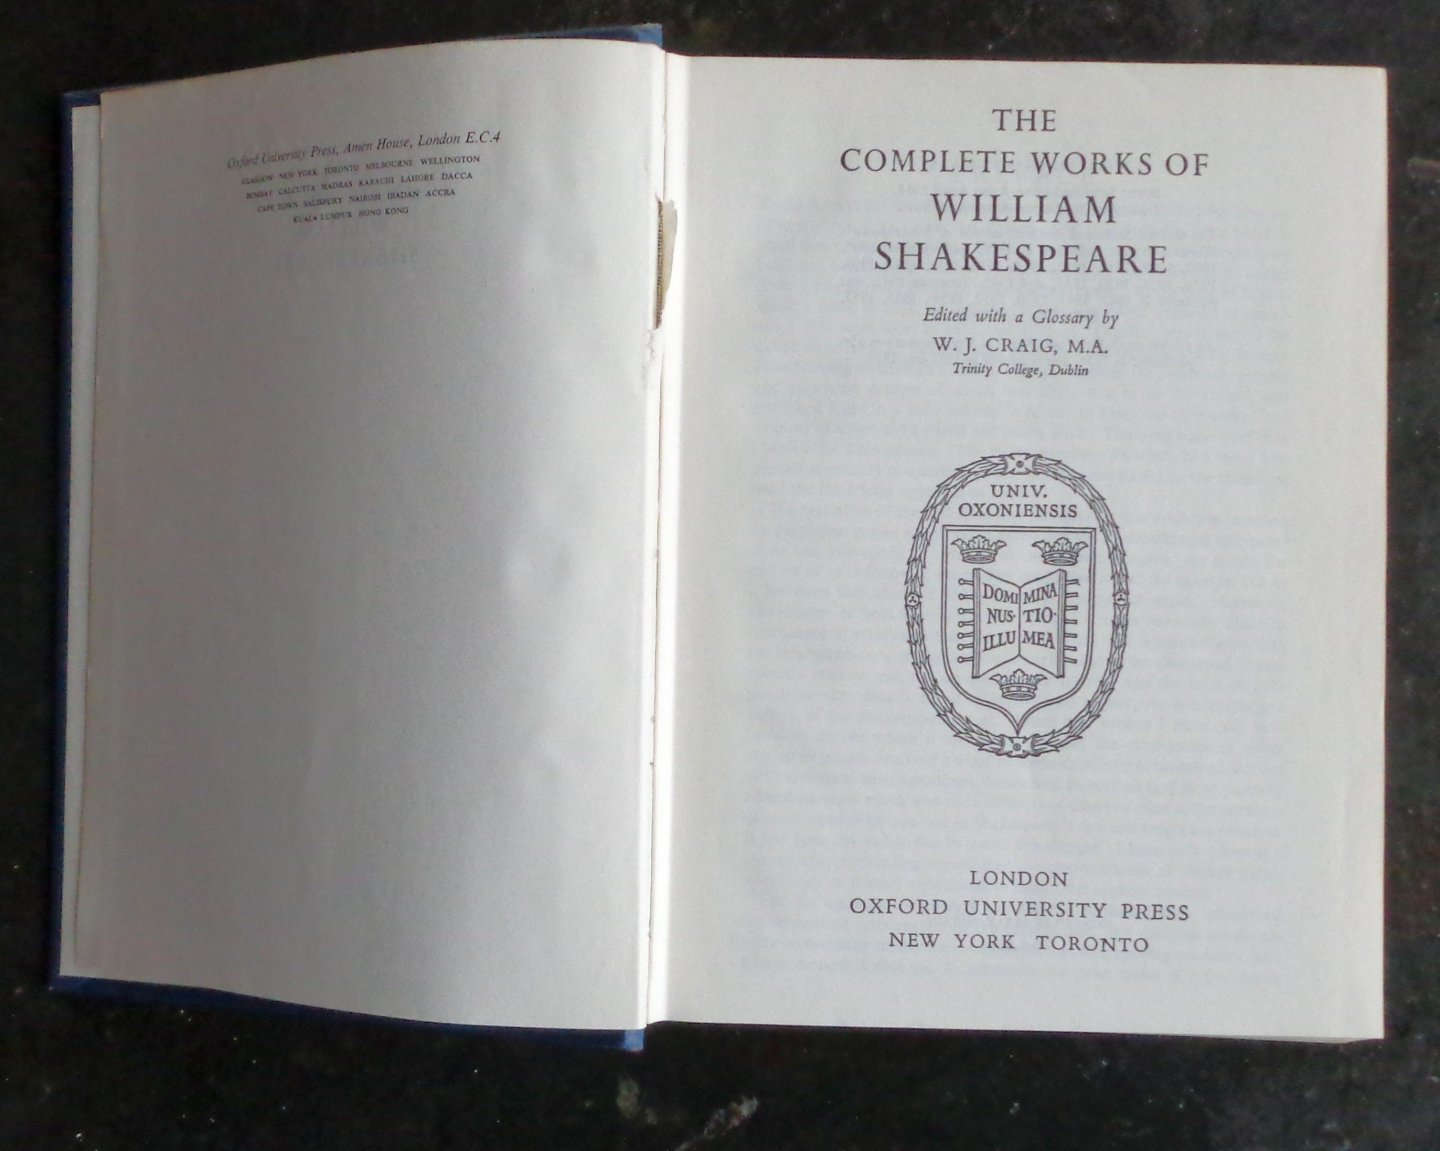 Oxford University Press, Amen House, London E.C.4
GLASGOW NEW YORK TORONTO MELBOURNE WELLINGTON
BOMBAY CALCUTTA MADRAS KARACHI LAHORE DACCA
CAPE TOWN SALISBURY NAIROBI IBADAN ACCRA
KUALA LUMPUR HONG KONG
THE
COMPLETE WORKS OF
WILLIAM
SHAKESPEARE
Edited with a Glossary by
W. J. CRAIG, M.A.
Trinity College, Dublin
UNIV.
OXONIENSIS
DOMI MINA
NUS· TIO·
ILLU MEA
LONDON
OXFORD UNIVERSITY PRESS
NEW YORK TORONTO